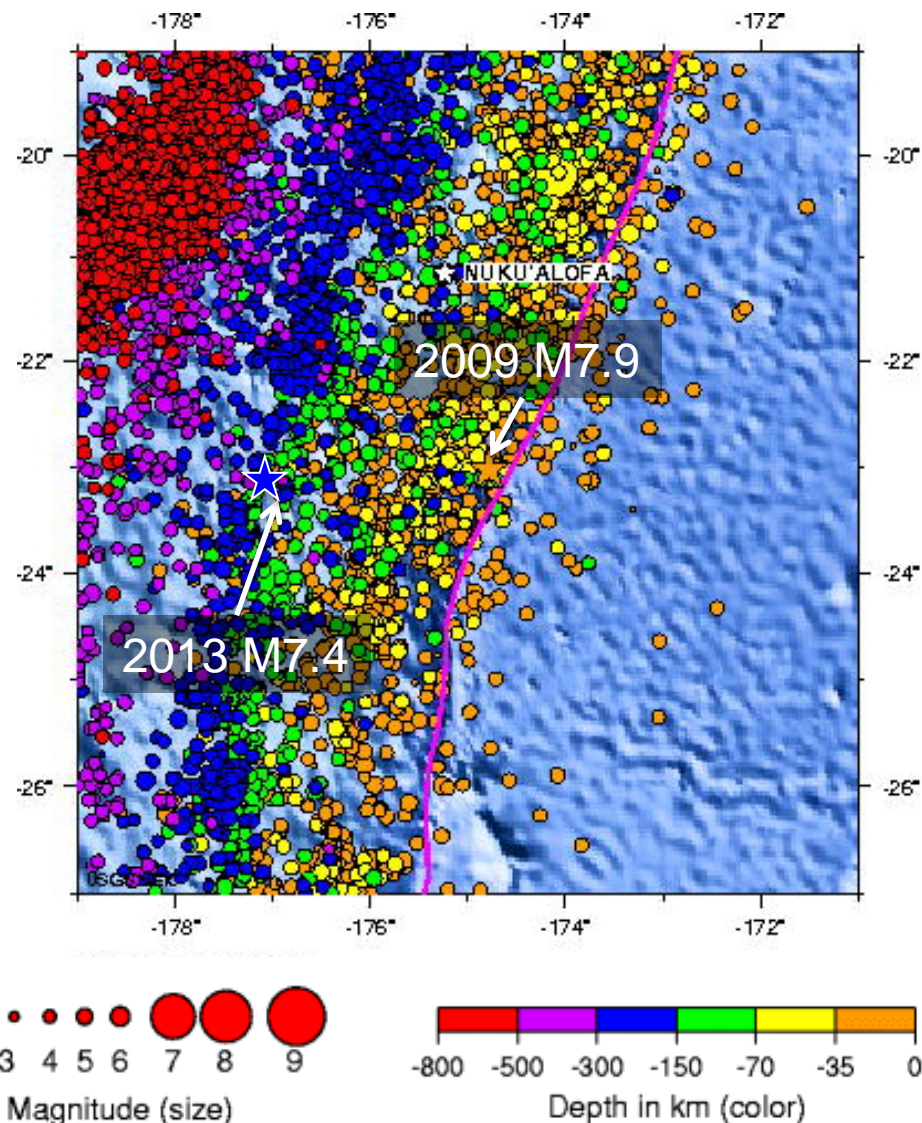 -178° -176° -174° -172°
-20° -20°
NUKU'ALOFA
2009 M7.9
-22° -22°
-24° -24°
2013 M7.4
-26° -26°
-178° -176° -174° -172°
3 4 5 6 7 8 9
-800 -500 -300 -150 -70 -35 0
Magnitude (size)
Depth in km (color)